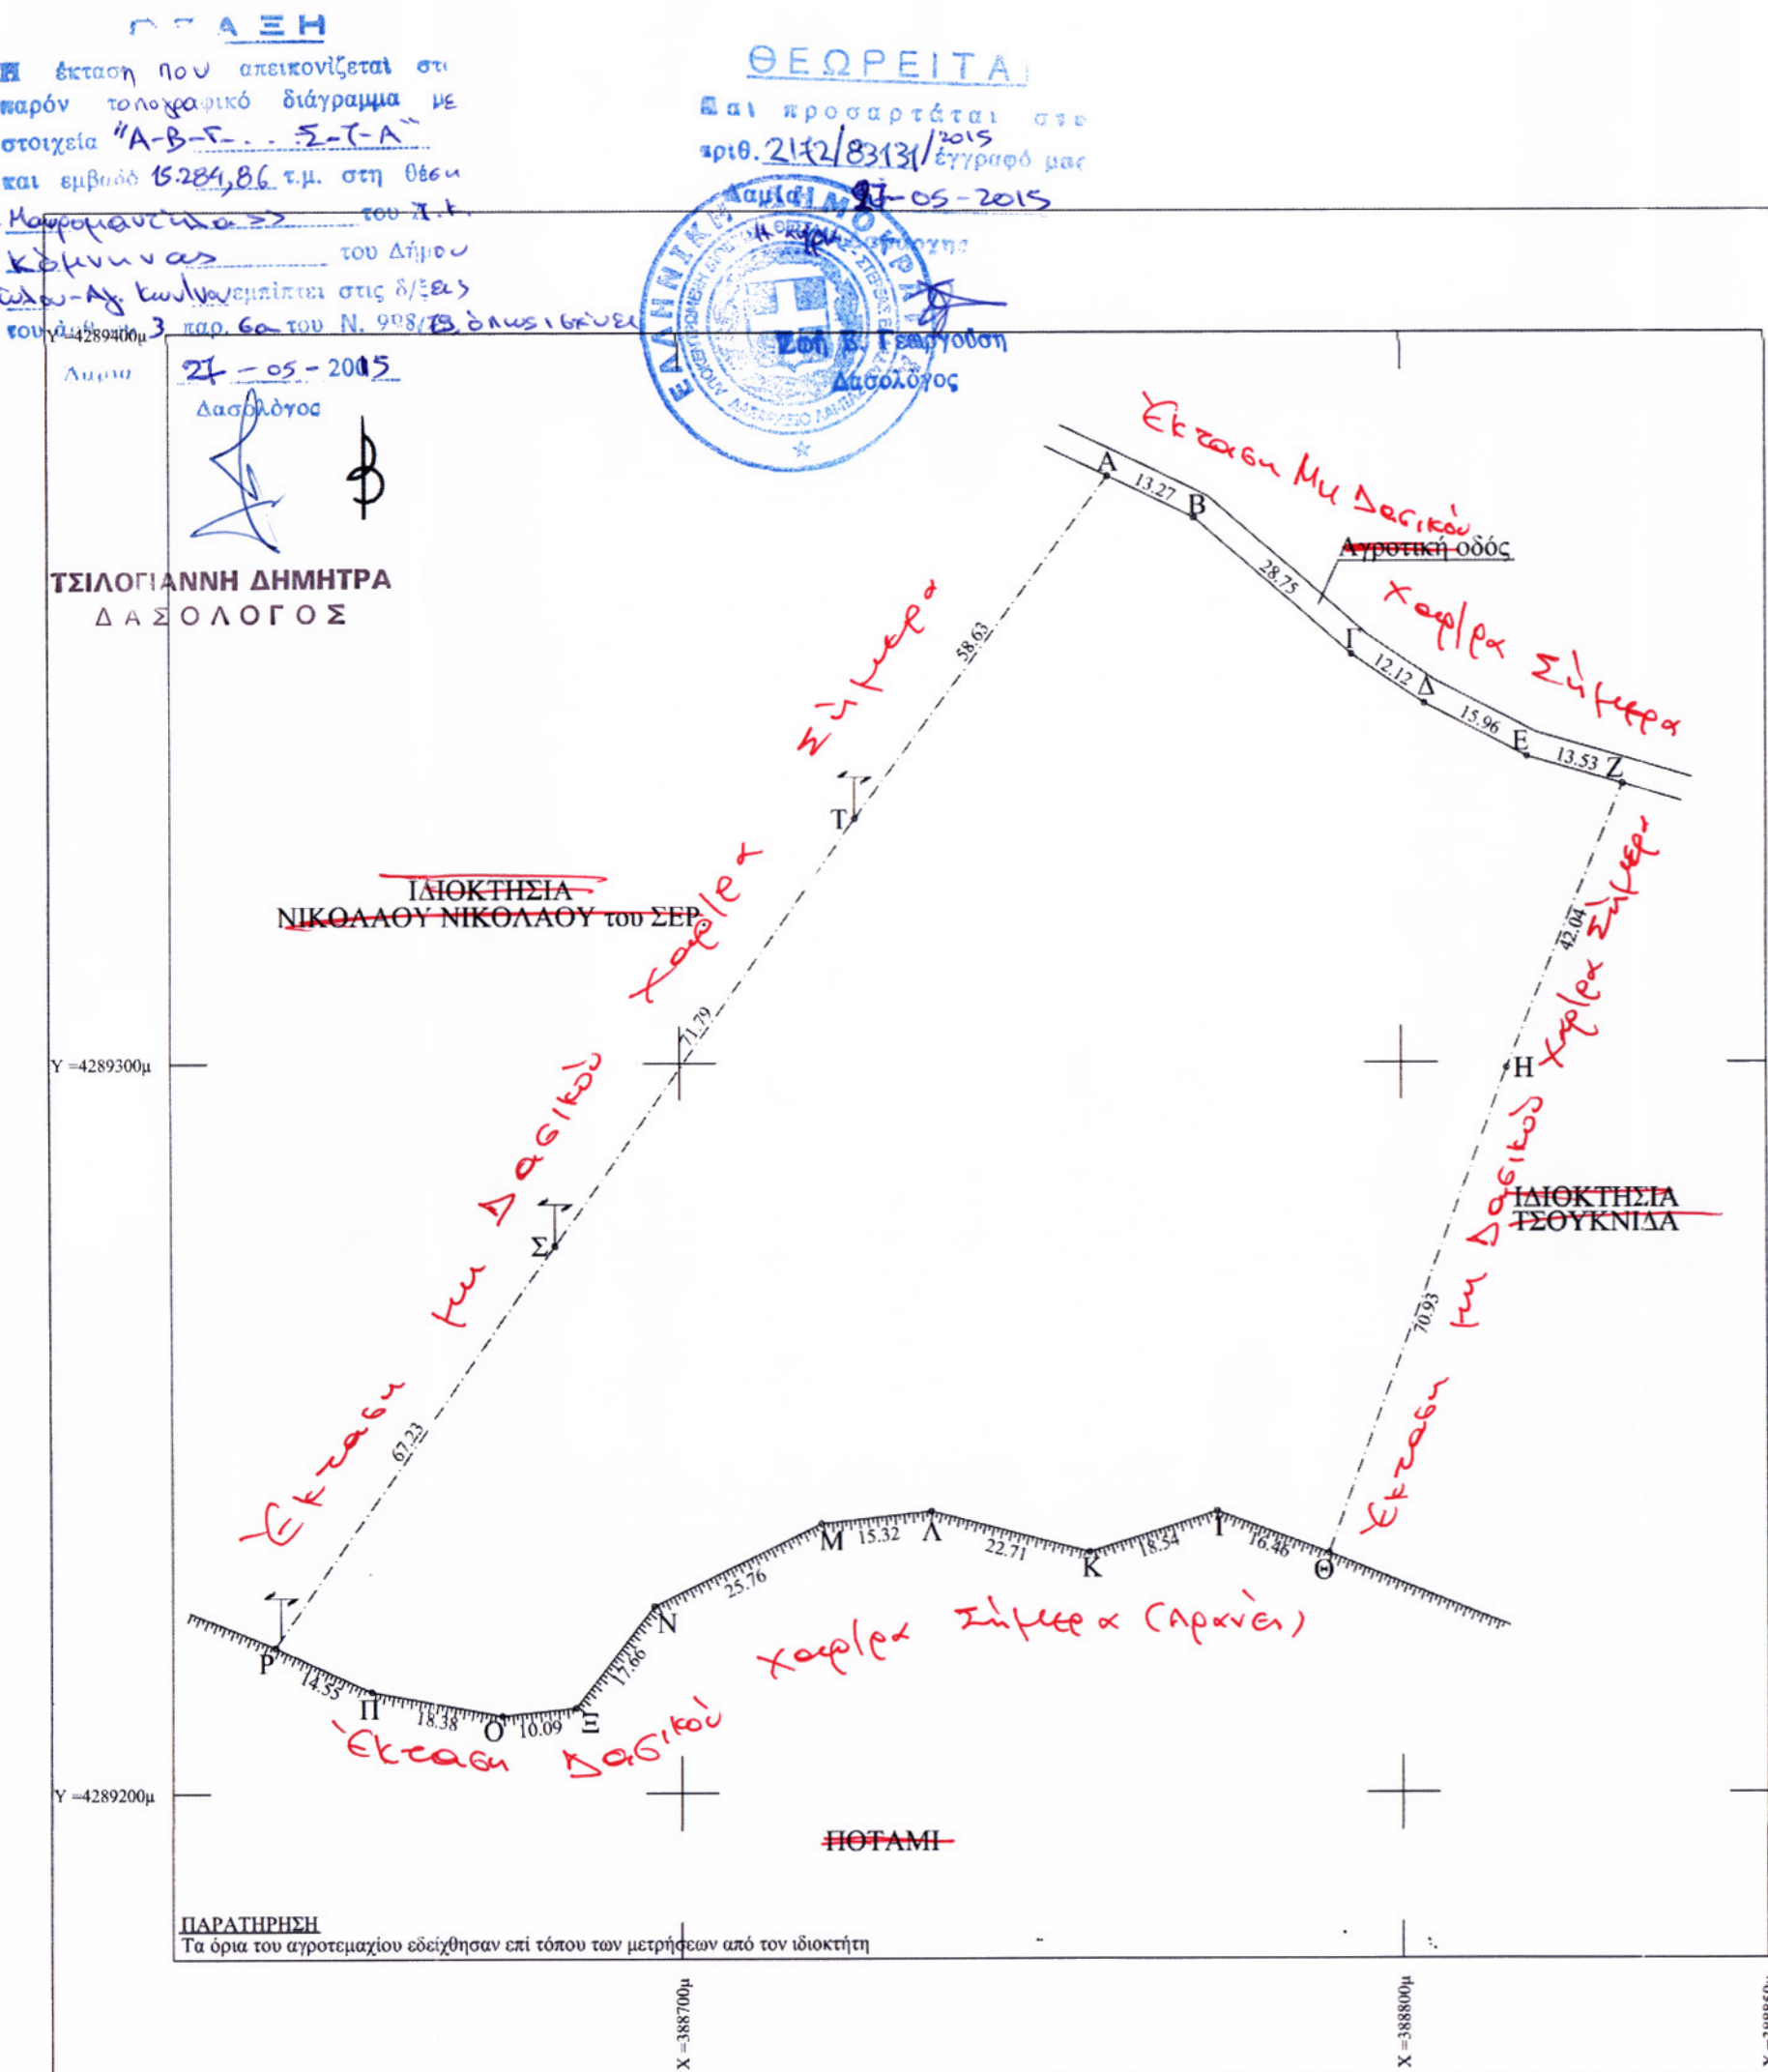 ΠΡΑΞΗ
Η έκταση που απεικονίζεται στο
παρόν τοπογραφικό διάγραμμα με
στοιχεία "Α-Β-Γ-... Σ-Τ-Α"
και εμβαδό 15.284,86 τ.μ. στη θέση
του Τ.Κ.
του Δήμου
εμπίπτει στις δ/ξεις
του 3 παρ. 6α του Ν. 998/79, όπως ισχύει
27-05-2015
Δασολόγος
ΤΣΙΛΟΓΙΑΝΝΗ ΔΗΜΗΤΡΑ
ΔΑΣΟΛΟΓΟΣ
ΘΕΩΡΕΙΤΑΙ
Και προσαρτάται στο
αριθ. 2172/83131/2015 έγγραφό μας
Λαμία 27-05-2015
ΕΛΛΗΝΙΚΗ ΔΗΜΟΚΡΑΤΙΑ
Ζωή Β. Γεωργούση
Δασολόγος
Έκταση Μη Δασικού
Αγροτική οδός
Χαρ/ρα Σήμερα
Α
13.27
Β
28.75
Γ
12.12
Δ
15.96
Ε
13.53
Ζ
42.04
Η
70.93
Θ
16.46
Ι
18.54
Κ
22.71
Λ
15.32
Μ
25.76
Ν
17.66
Ξ
10.09
Ο
18.38
Π
14.55
Ρ
67.23
Σ
71.79
Τ
58.63
Έκταση μη Δασικού χαρ/ρα Σήμερα
ΙΔΙΟΚΤΗΣΙΑ
ΝΙΚΟΛΑΟΥ ΝΙΚΟΛΑΟΥ του ΣΕΡ.
Έκταση μη Δασικού χαρ/ρα Σήμερα
ΙΔΙΟΚΤΗΣΙΑ
ΤΣΟΥΚΝΙΔΑ
Έκταση Δασικού χαρ/ρα Σήμερα
ΠΟΤΑΜΙ
Υ =4289400μ
Υ =4289300μ
Υ =4289200μ
ΠΑΡΑΤΗΡΗΣΗ
Τα όρια του αγροτεμαχίου εδείχθησαν επί τόπου των μετρήσεων από τον ιδιοκτήτη
Χ =388700μ
Χ =388800μ